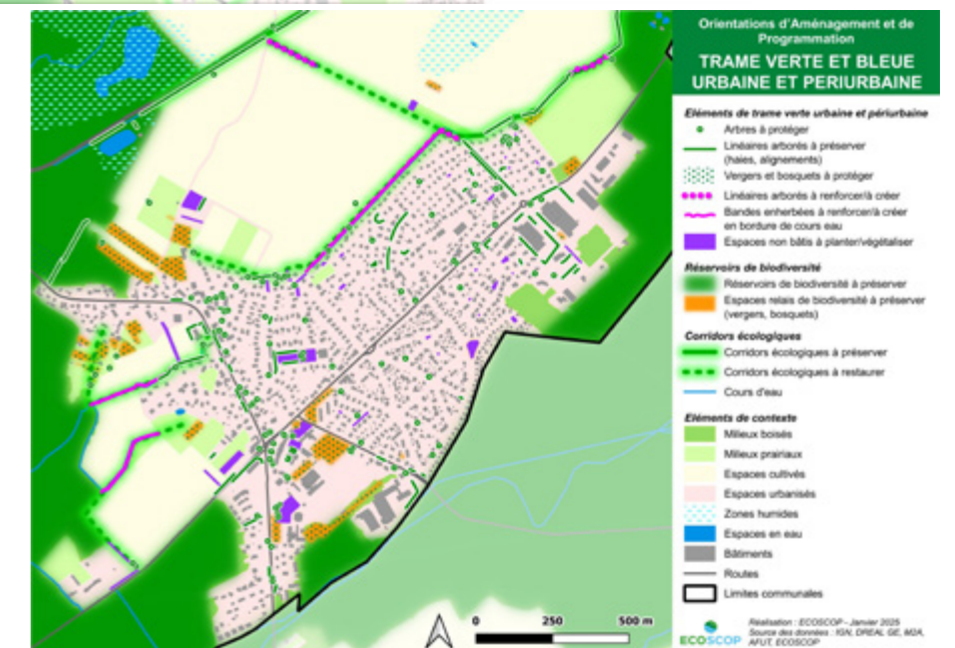 Orientations d'Aménagement et de
Programmation
TRAME VERTE ET BLEUE
URBAINE ET PERIURBAINE
Eléments de trame verte urbaine et périurbaine
Arbres à protéger
Linéaires arborés à préserver
(haies, alignements)
Vergers et bosquets à protéger
Linéaires arborés à renforcer/à créer
Bandes enherbées à renforcer/à créer
en bordure de cours eau
Espaces non bâtis à planter/végétaliser
Réservoirs de biodiversité
Réservoirs de biodiversité à préserver
Espaces relais de biodiversité à préserver
(vergers, bosquets)
Corridors écologiques
Corridors écologiques à préserver
Corridors écologiques à restaurer
Cours d'eau
Eléments de contexte
Milieux boisés
Milieux prairiaux
Espaces cultivés
Espaces urbanisés
Zones humides
Espaces en eau
Bâtiments
Routes
Limites communales
0 250 500 m
ECOSCOP
Réalisation : ECOSCOP - Janvier 2025
Source des données : IGN, DREAL GE, M2A,
AFUT, ECOSCOP